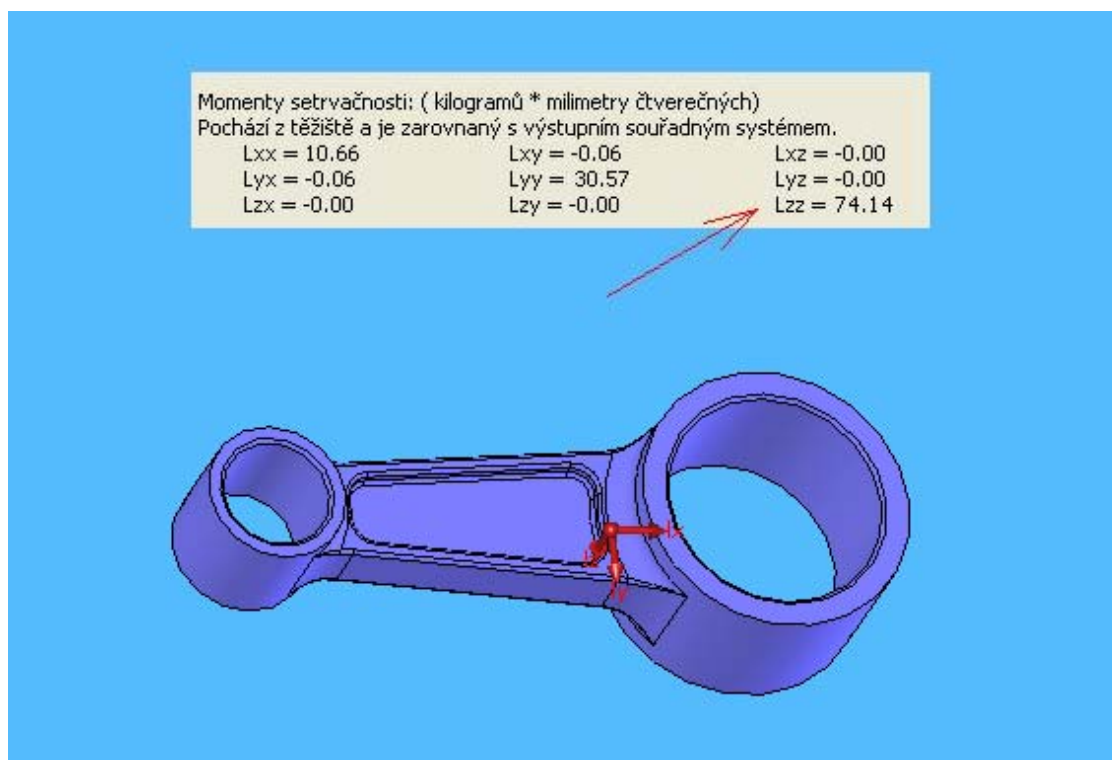 Momenty setrvačnosti: ( kilogramů * milimetry čtverečných)
Pochází z těžiště a je zarovnaný s výstupním souřadným systémem.
Lxx = 10.66 Lxy = -0.06 Lxz = -0.00
Lyx = -0.06 Lyy = 30.57 Lyz = -0.00
Lzx = -0.00 Lzy = -0.00 Lzz = 74.14
Ix
Iy